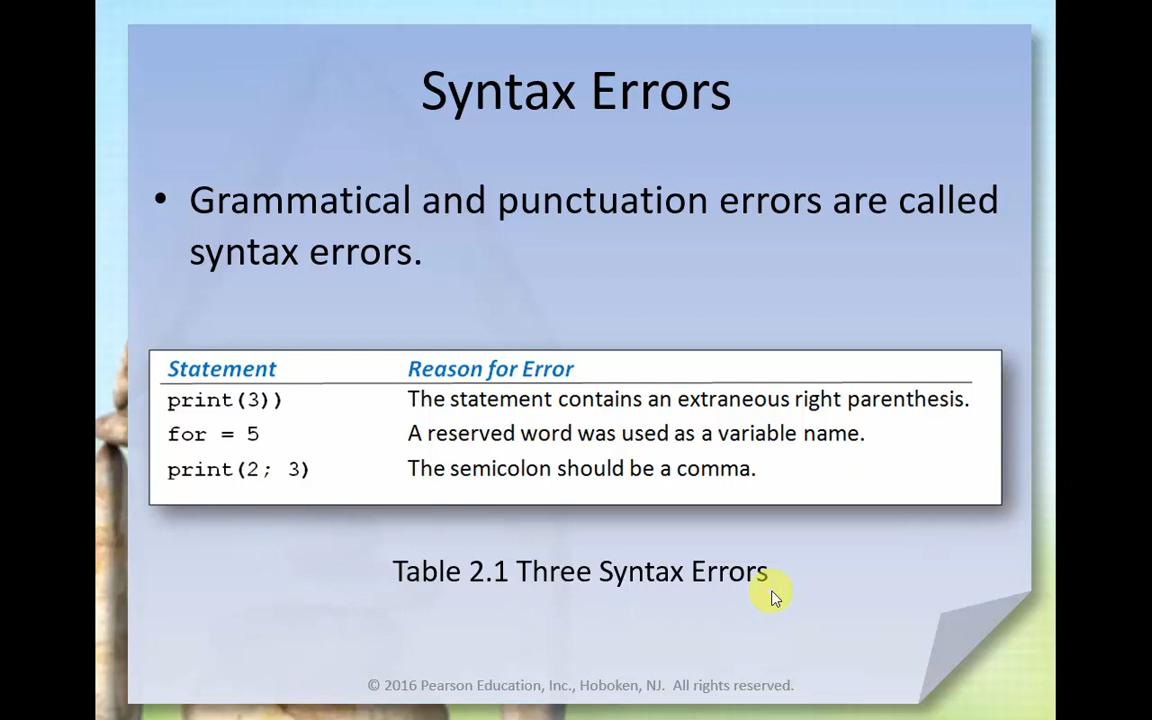 Syntax Errors
• Grammatical and punctuation errors are called
syntax errors.
Statement Reason for Error
print(3)) The statement contains an extraneous right parenthesis.
for = 5 A reserved word was used as a variable name.
print(2; 3) The semicolon should be a comma.
Table 2.1 Three Syntax Errors
© 2016 Pearson Education, Inc., Hoboken, NJ. All rights reserved.